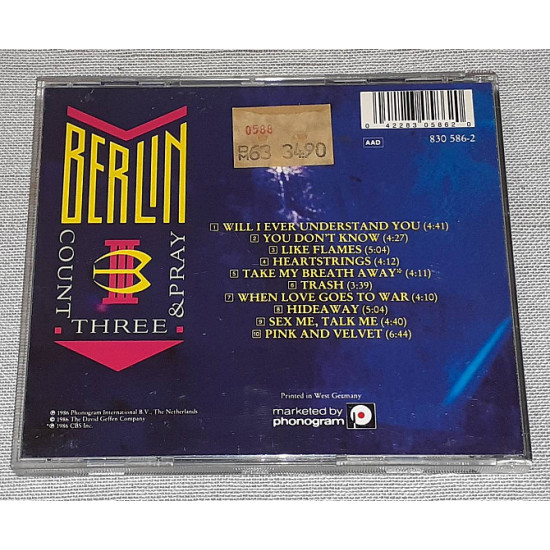 BERLIN
COUNT
THREE
& PRAY
0588
RM63 3490
0 42283 05862 0
AAD
830 586-2
1 WILL I EVER UNDERSTAND YOU (4:41)
2 YOU DON'T KNOW (4:27)
3 LIKE FLAMES (5:04)
4 HEARTSTRINGS (4:12)
5 TAKE MY BREATH AWAY* (4:11)
6 TRASH (3:39)
7 WHEN LOVE GOES TO WAR (4:10)
8 HIDEAWAY (5:04)
9 SEX ME, TALK ME (4:40)
10 PINK AND VELVET (6:44)
Printed in West Germany
marketed by
phonogram
℗ 1986 Phonogram International B.V., The Netherlands
© 1986 The David Geffen Company
*℗ 1986 CBS Inc.